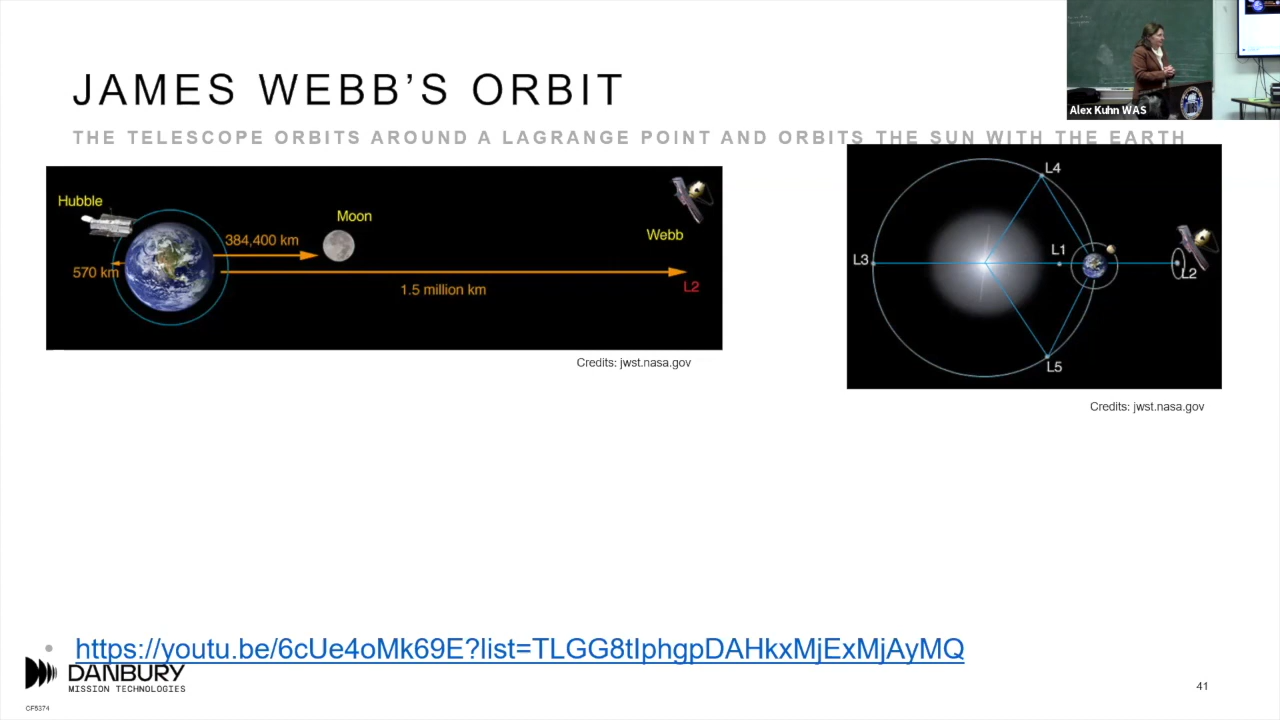 JAMES WEBB'S ORBIT
THE TELESCOPE ORBITS AROUND A LAGRANGE POINT AND ORBITS THE SUN WITH THE EARTH
Alex Kuhn WAS
Hubble
Moon
Webb
384,400 km
570 km
1.5 million km
L2
Credits: jwst.nasa.gov
L4
L1
L3
L2
L5
Credits: jwst.nasa.gov
• https://youtu.be/6cUe4oMk69E?list=TLGG8tIphgpDAHkxMjExMjAyMQ
DANBURY
MISSION TECHNOLOGIES
41
CF5374